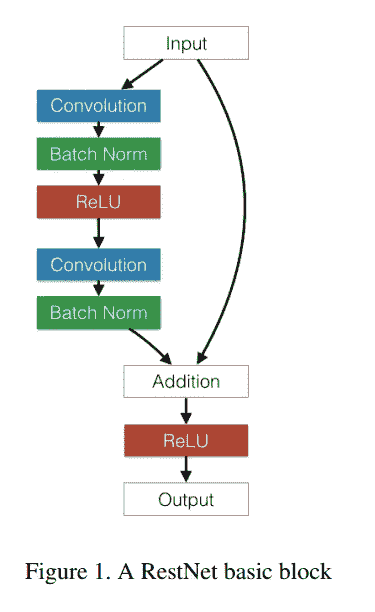 Input
Convolution
Batch Norm
ReLU
Convolution
Batch Norm
Addition
ReLU
Output
Figure 1. A RestNet basic block